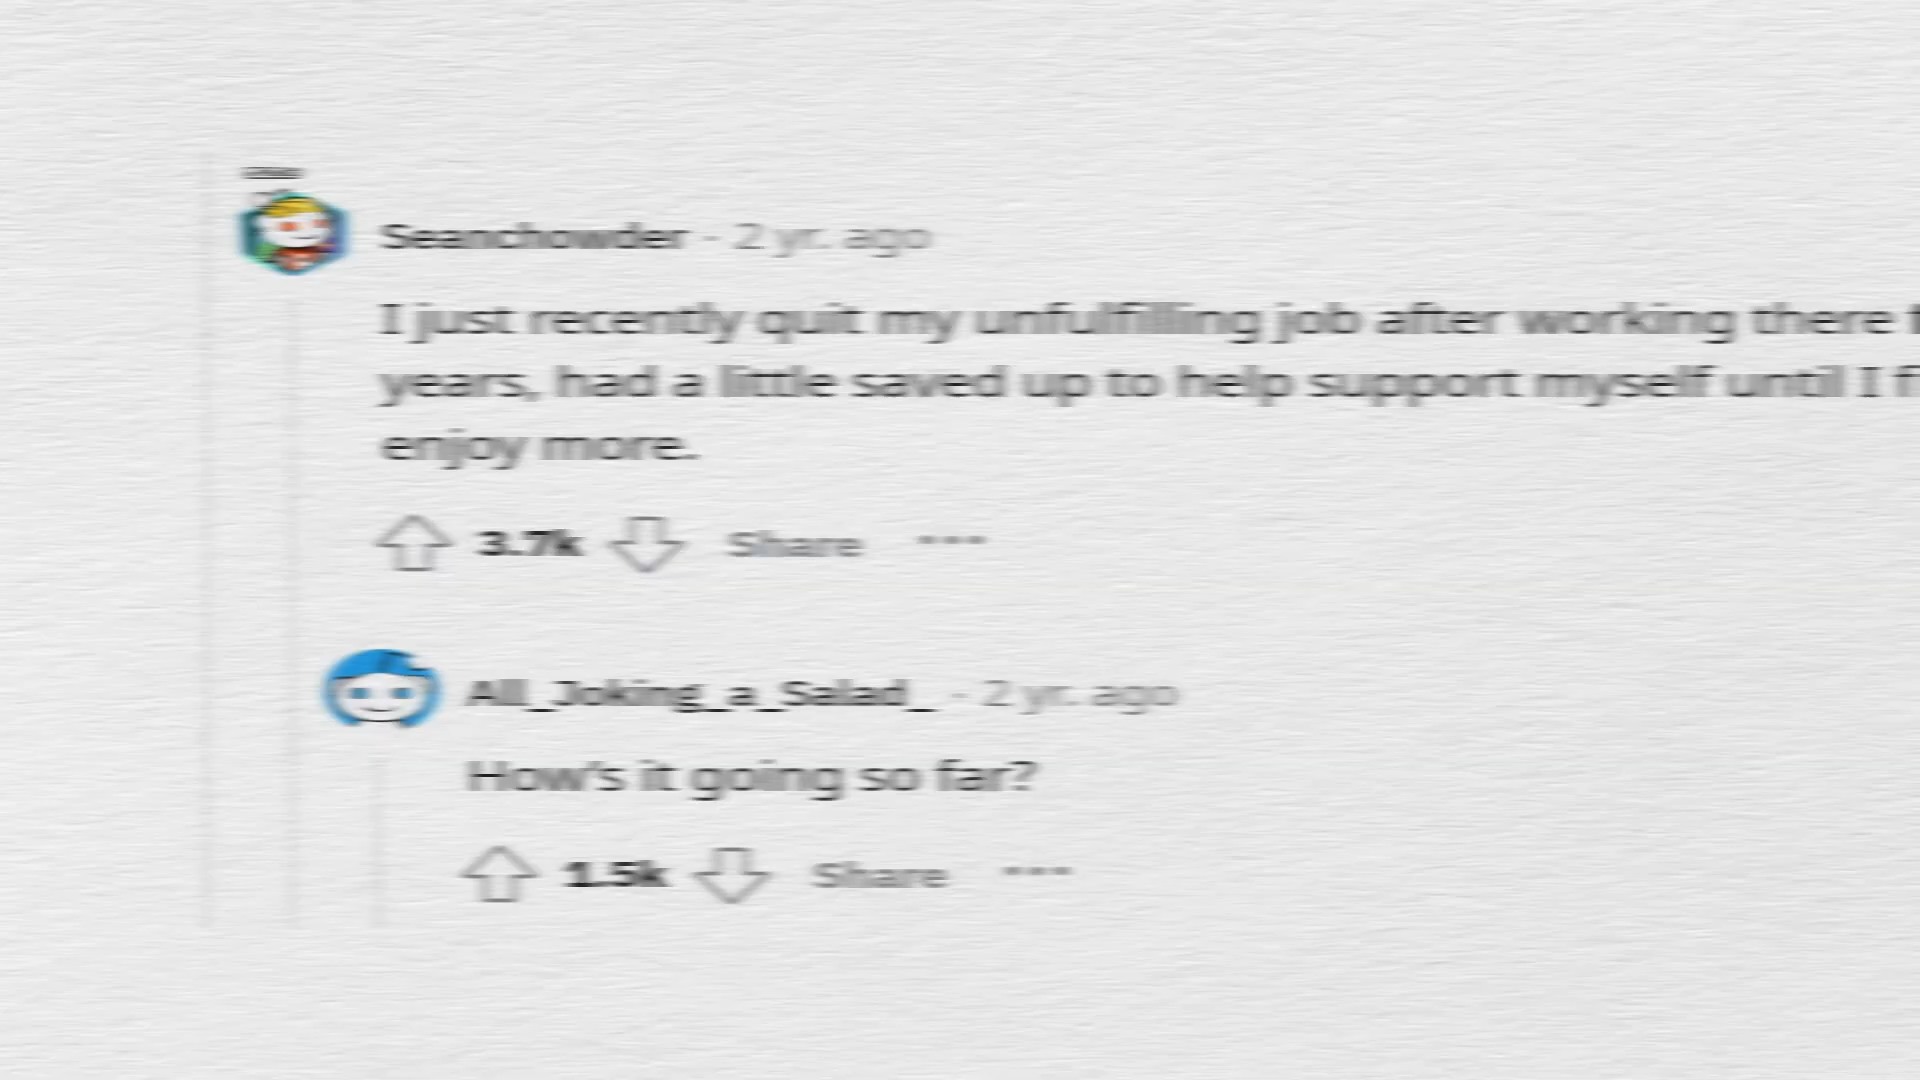 Seanchowder · 2 yr. ago
I just recently quit my unfulfilling job after working there
years, had a little saved up to help support myself until I
enjoy more.
3.7k Share ···
All_Joking_a_Salad_ · 2 yr. ago
How's it going so far?
1.5k Share ···